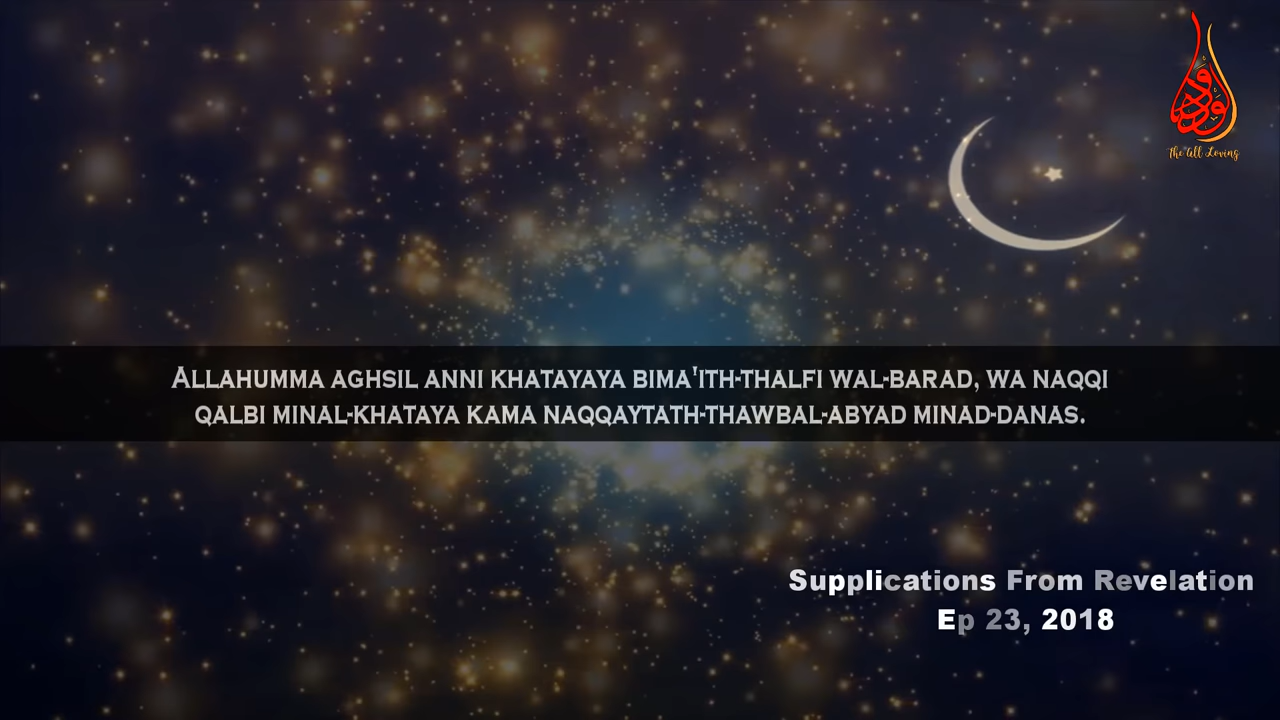 الودود
The All Loving
ALLAHUMMA AGHSIL ANNI KHATAYAYA BIMA'ITH-THALFI WAL-BARAD, WA NAQQI
QALBI MINAL-KHATAYA KAMA NAQQAYTATH-THAWBAL-ABYAD MINAD-DANAS.
Supplications From Revelation
Ep 23, 2018